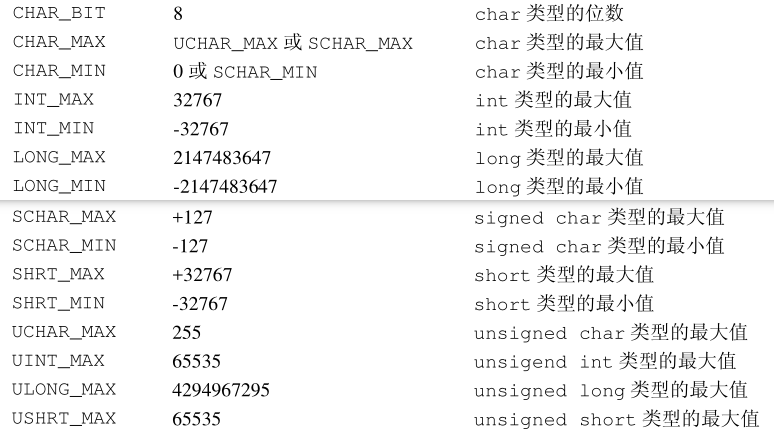 CHAR_BIT 8 char 类型的位数
CHAR_MAX UCHAR_MAX 或 SCHAR_MAX char 类型的最大值
CHAR_MIN 0 或 SCHAR_MIN char 类型的最小值
INT_MAX 32767 int 类型的最大值
INT_MIN -32767 int 类型的最小值
LONG_MAX 2147483647 long 类型的最大值
LONG_MIN -2147483647 long 类型的最小值
SCHAR_MAX +127 signed char 类型的最大值
SCHAR_MIN -127 signed char 类型的最小值
SHRT_MAX +32767 short 类型的最大值
SHRT_MIN -32767 short 类型的最小值
UCHAR_MAX 255 unsigned char 类型的最大值
UINT_MAX 65535 unsigend int 类型的最大值
ULONG_MAX 4294967295 unsigned long 类型的最大值
USHRT_MAX 65535 unsigned short 类型的最大值